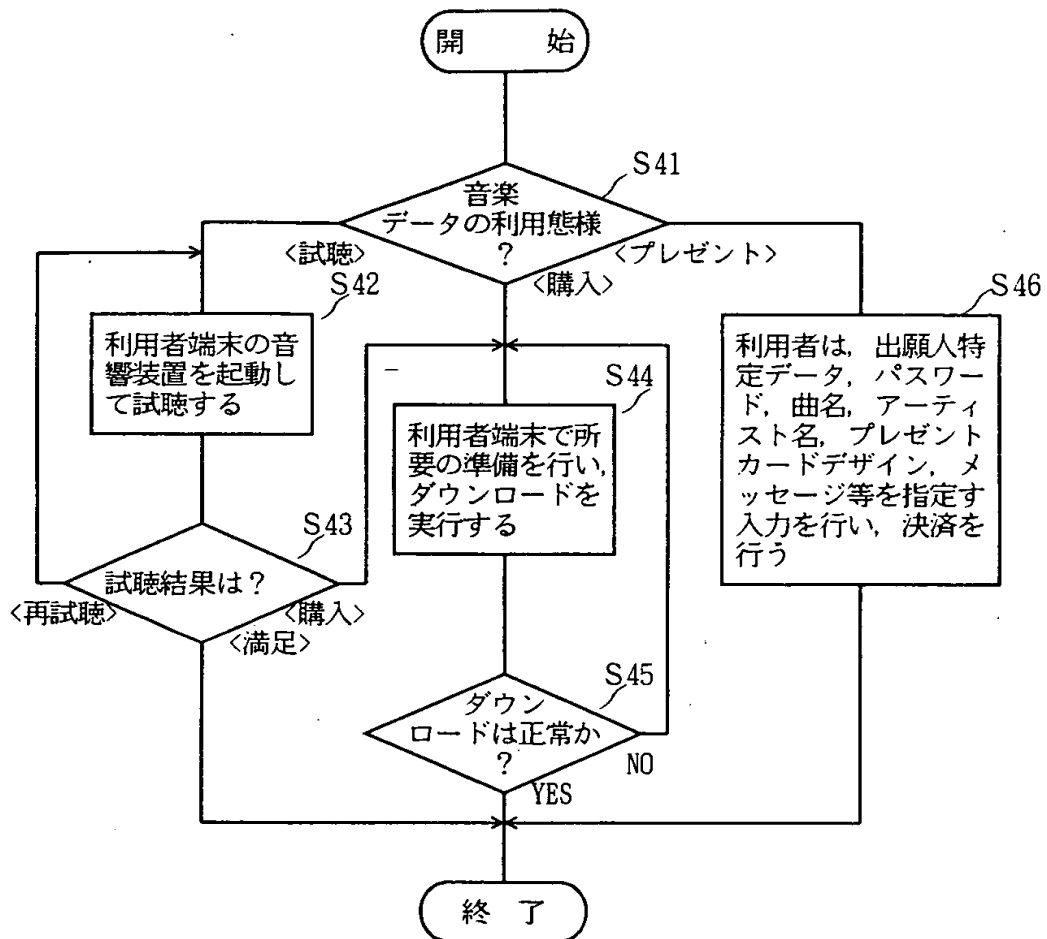 開 始
S41
音楽
データの利用態様
?
<試聴>
<購入>
<プレゼント>
S42
利用者端末の音
響装置を起動し
て試聴する
S43
試聴結果は?
<再試聴>
<購入>
<満足>
S44
利用者端末で所
要の準備を行い,
ダウンロードを
実行する
S45
ダウン
ロードは正常か
?
NO
YES
S46
利用者は, 出願人特
定データ, パスワー
ド, 曲名, アーティ
スト名, プレゼント
カードデザイン, メ
ッセージ等を指定す
入力を行い, 決済を
行う
終 了